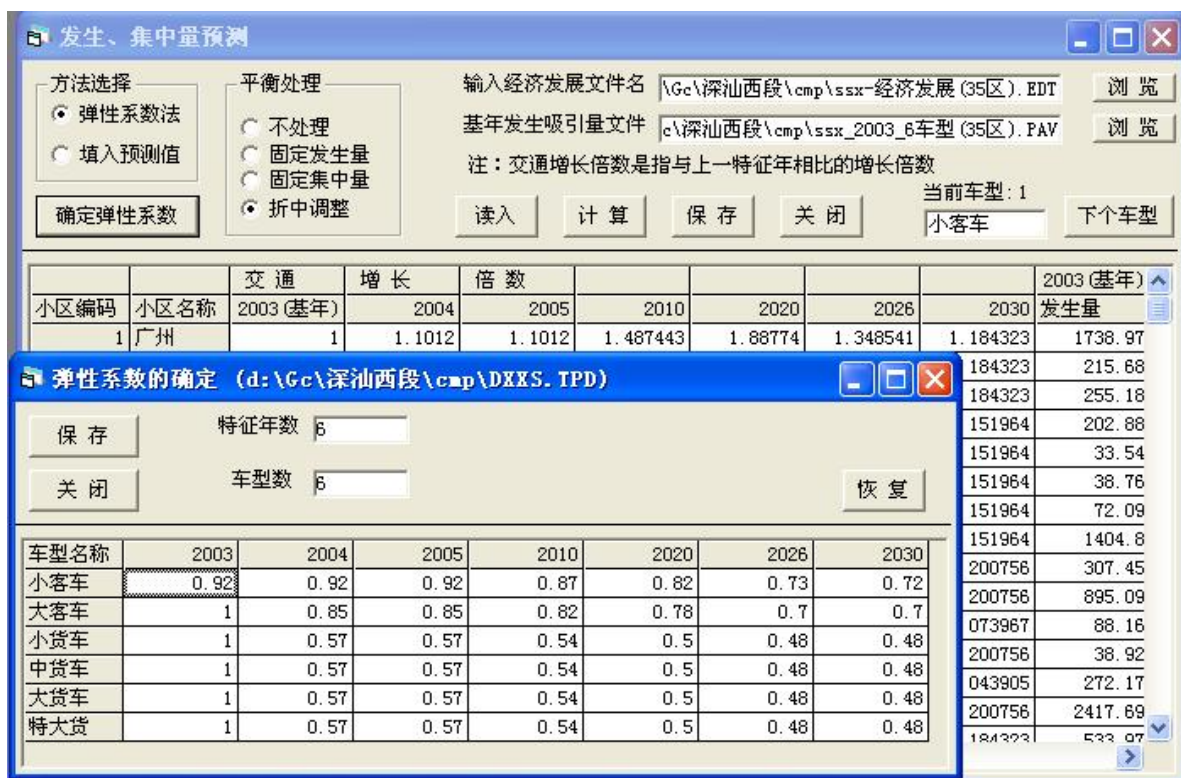 发生、集中量预测
方法选择 平衡处理 输入经济发展文件名 \Gc\深汕西段\cmp\ssx-经济发展(35区).EDT 浏 览
弹性系数法 不处理 基年发生吸引量文件 c\深汕西段\cmp\ssx_2003_6车型(35区).PAV 浏 览
填入预测值 固定发生量 注：交通增长倍数是指与上一特征年相比的增长倍数
固定集中量 当前车型: 1
确定弹性系数 折中调整 读入 计 算 保 存 关 闭 小客车 下个车型
交 通 增 长 倍 数 2003(基年)
小区编码 小区名称 2003(基年) 2004 2005 2010 2020 2026 2030 发生量
1 广州 1 1.1012 1.1012 1.487443 1.88774 1.348541 1.184323 1738.97
184323 215.68
184323 255.18
151964 202.88
151964 33.54
151964 38.76
151964 72.09
151964 1404.8
200756 307.45
200756 895.09
073967 88.16
200756 38.92
043905 272.17
200756 2417.69
184323 533.97
弹性系数的确定 (d:\Gc\深汕西段\cmp\DXXS.TPD)
保 存 特征年数 6
关 闭 车型数 6 恢 复
车型名称 2003 2004 2005 2010 2020 2026 2030
小客车 0.92 0.92 0.92 0.87 0.82 0.73 0.72
大客车 1 0.85 0.85 0.82 0.78 0.7 0.7
小货车 1 0.57 0.57 0.54 0.5 0.48 0.48
中货车 1 0.57 0.57 0.54 0.5 0.48 0.48
大货车 1 0.57 0.57 0.54 0.5 0.48 0.48
特大货 1 0.57 0.57 0.54 0.5 0.48 0.48